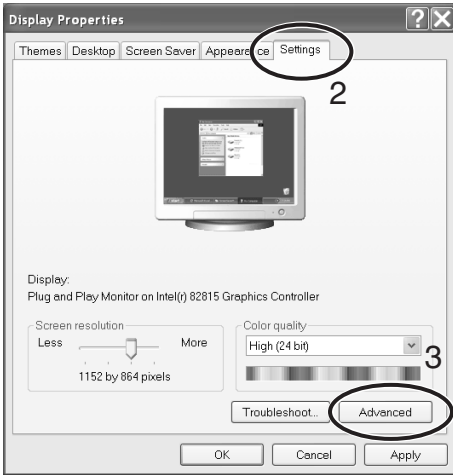 Display Properties
Themes Desktop Screen Saver Appearance Settings
2
Display:
Plug and Play Monitor on Intel(r) 82815 Graphics Controller
Screen resolution
Less More
1152 by 864 pixels
Color quality
High (24 bit)
3
Troubleshoot... Advanced
OK Cancel Apply